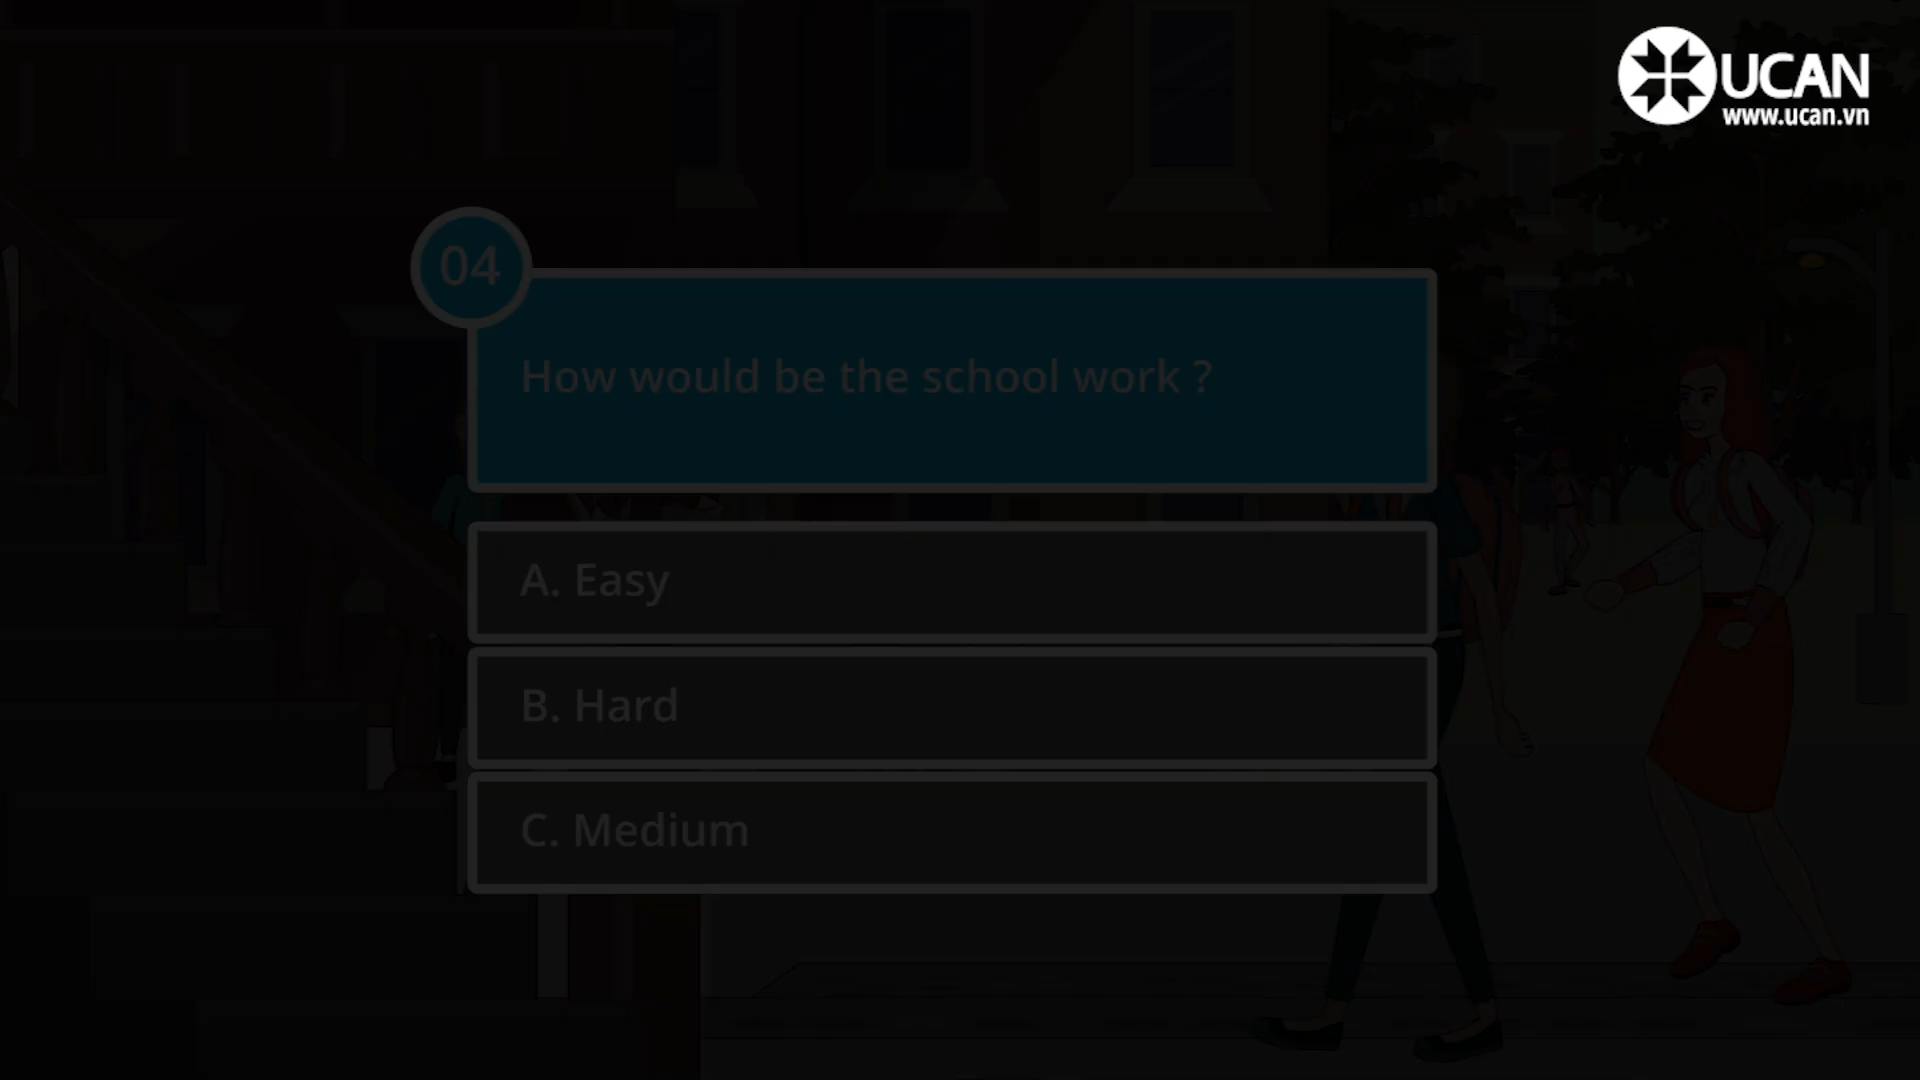 UCAN
www.ucan.vn
04
How would be the school work ?
A. Easy
B. Hard
C. Medium